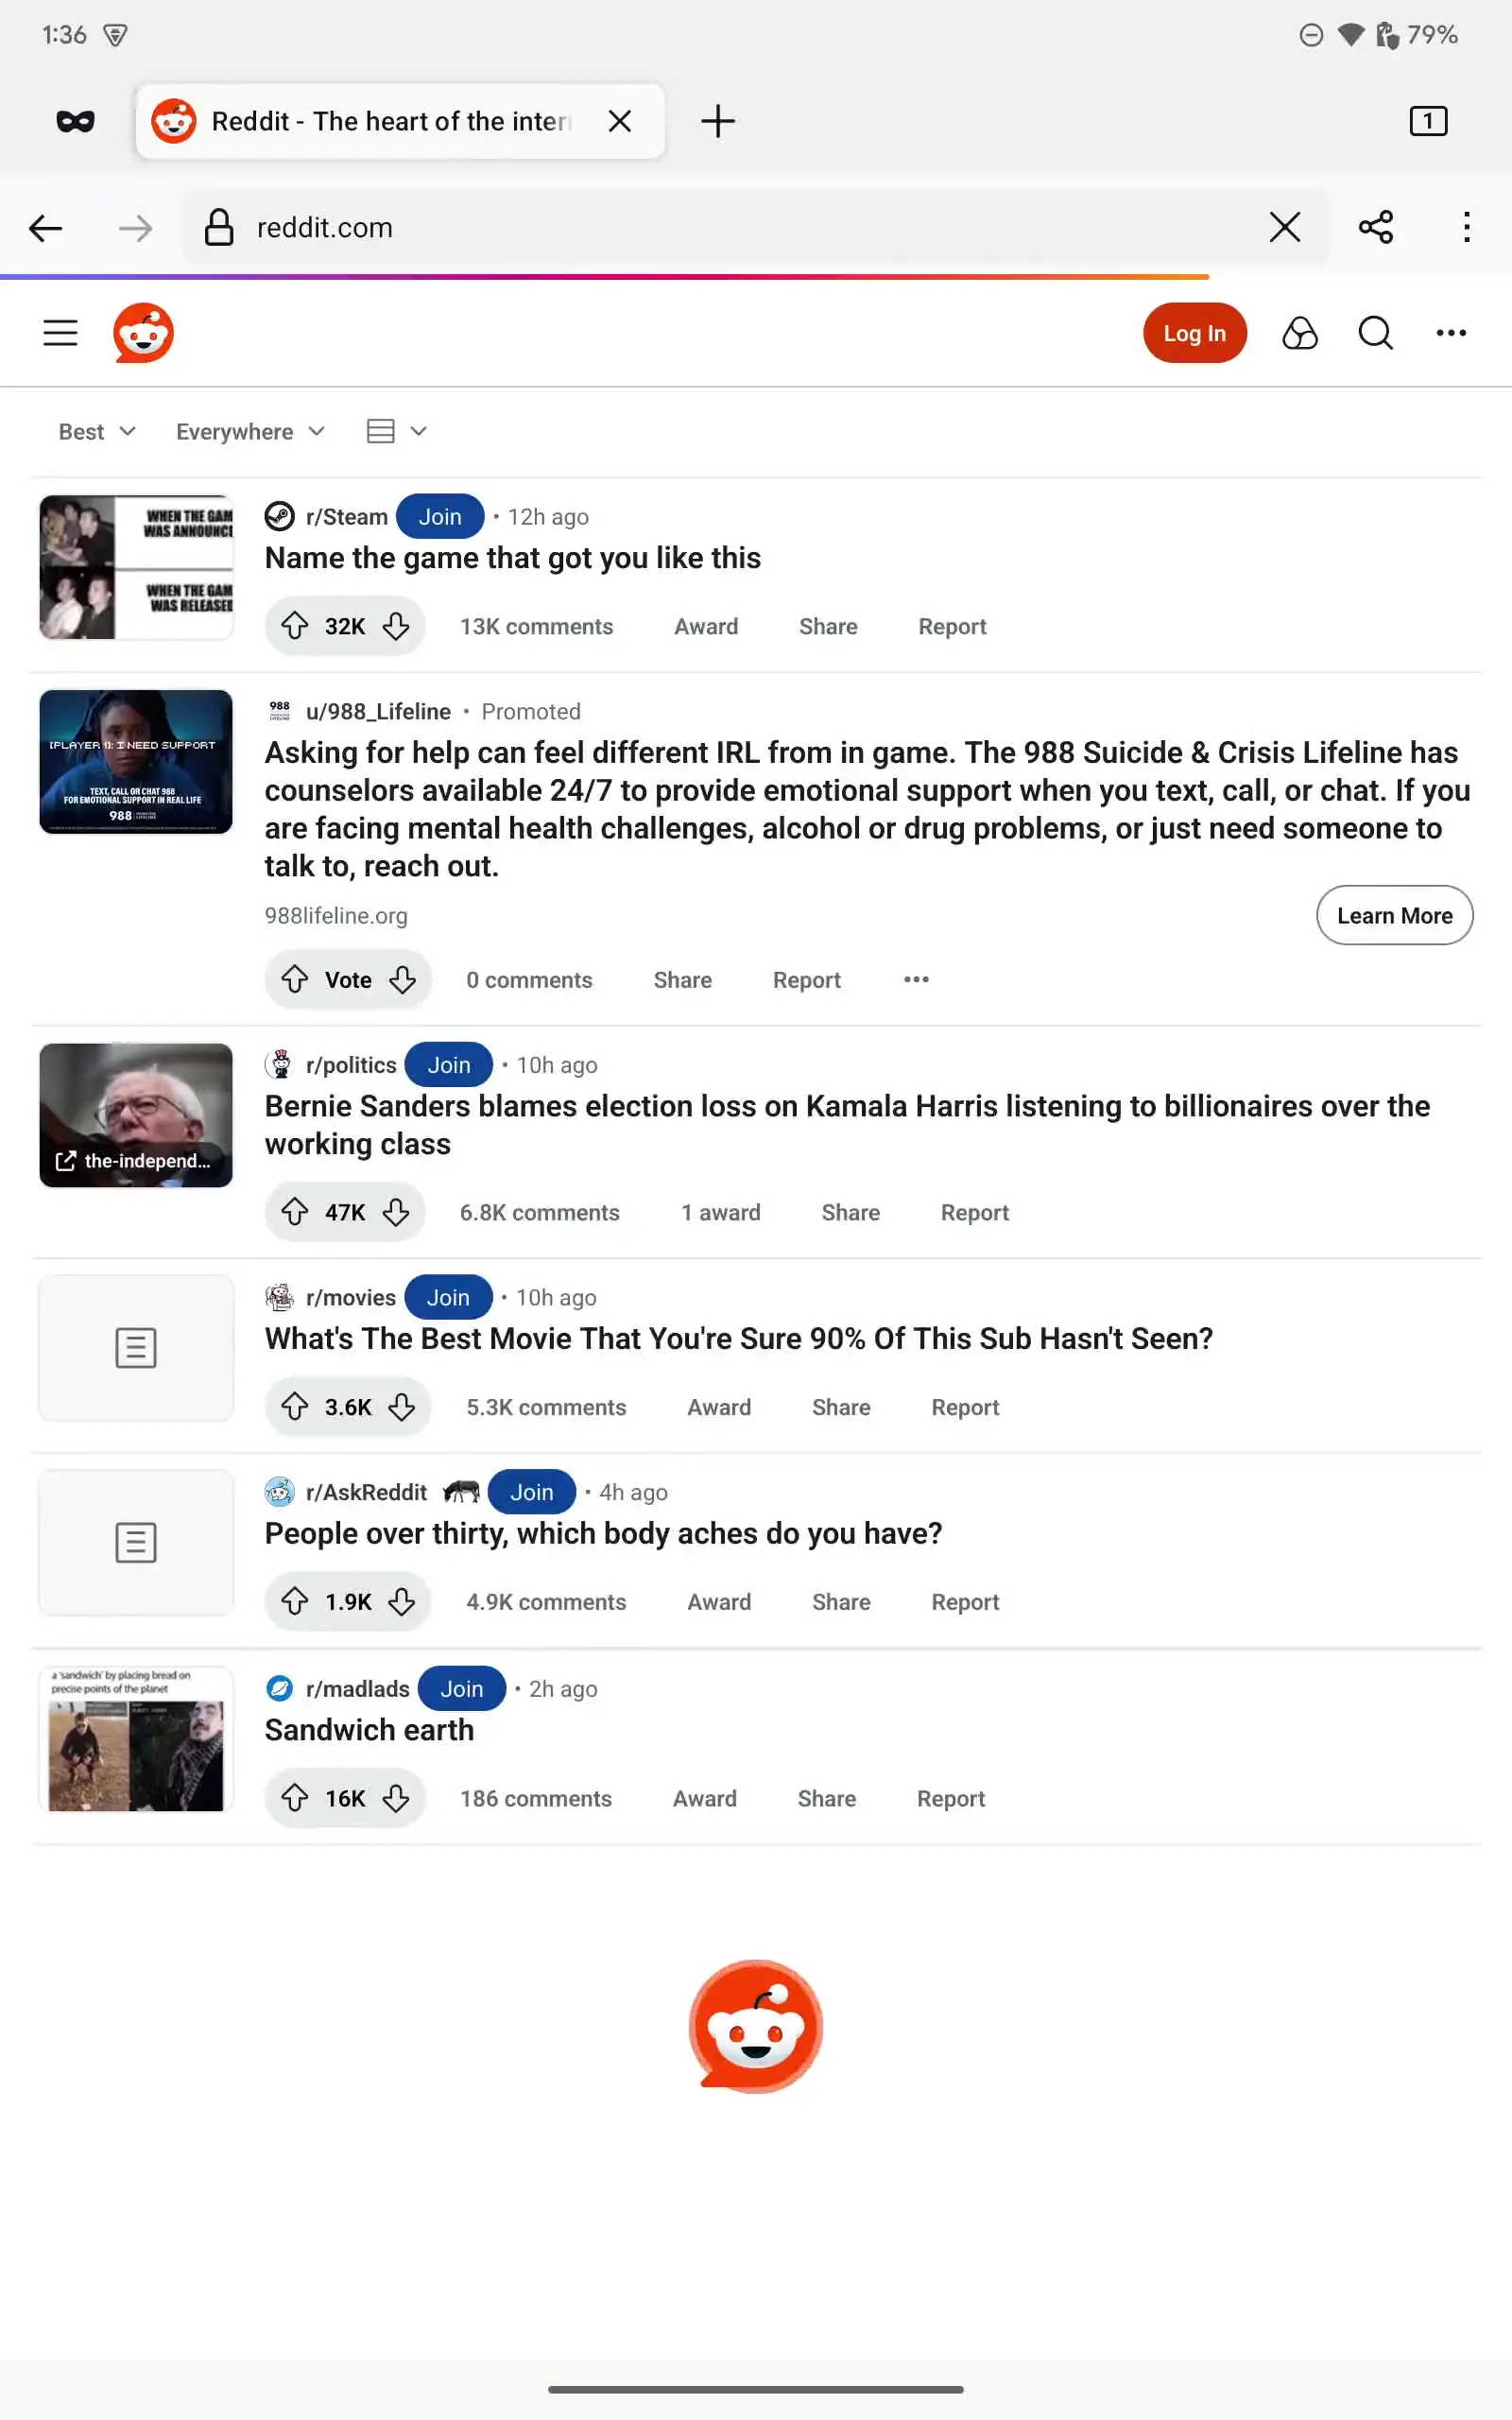 1:36
79%
Reddit - The heart of the inter
1
reddit.com
Log In
Best
Everywhere
WHEN THE GAM
WAS ANNOUNCE
WHEN THE GAM
WAS RELEASED
r/Steam Join • 12h ago
Name the game that got you like this
32K 13K comments Award Share Report
[PLAYER 1]: I NEED SUPPORT
TEXT, CALL OR CHAT 988
FOR EMOTIONAL SUPPORT IN REAL LIFE
988
988
u/988_Lifeline • Promoted
Asking for help can feel different IRL from in game. The 988 Suicide & Crisis Lifeline has
counselors available 24/7 to provide emotional support when you text, call, or chat. If you
are facing mental health challenges, alcohol or drug problems, or just need someone to
talk to, reach out.
988lifeline.org
Learn More
Vote 0 comments Share Report
the-independ...
r/politics Join • 10h ago
Bernie Sanders blames election loss on Kamala Harris listening to billionaires over the
working class
47K 6.8K comments 1 award Share Report
r/movies Join • 10h ago
What's The Best Movie That You're Sure 90% Of This Sub Hasn't Seen?
3.6K 5.3K comments Award Share Report
r/AskReddit Join • 4h ago
People over thirty, which body aches do you have?
1.9K 4.9K comments Award Share Report
a 'sandwich' by placing bread on
precise points of the planet
r/madlads Join • 2h ago
Sandwich earth
16K 186 comments Award Share Report